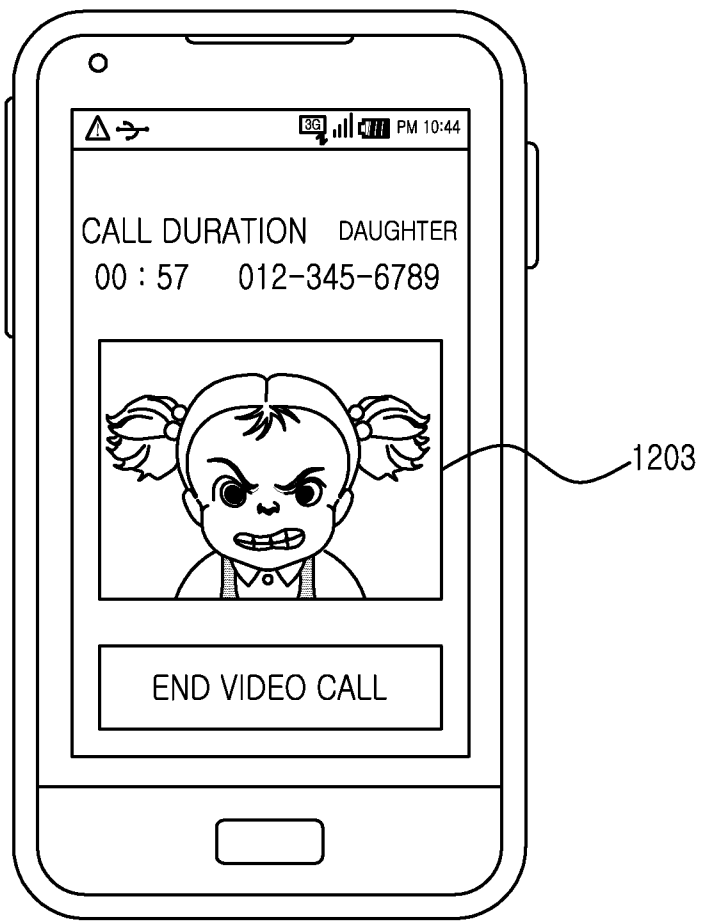 3G PM 10:44
CALL DURATION DAUGHTER
00 : 57 012-345-6789
1203
END VIDEO CALL